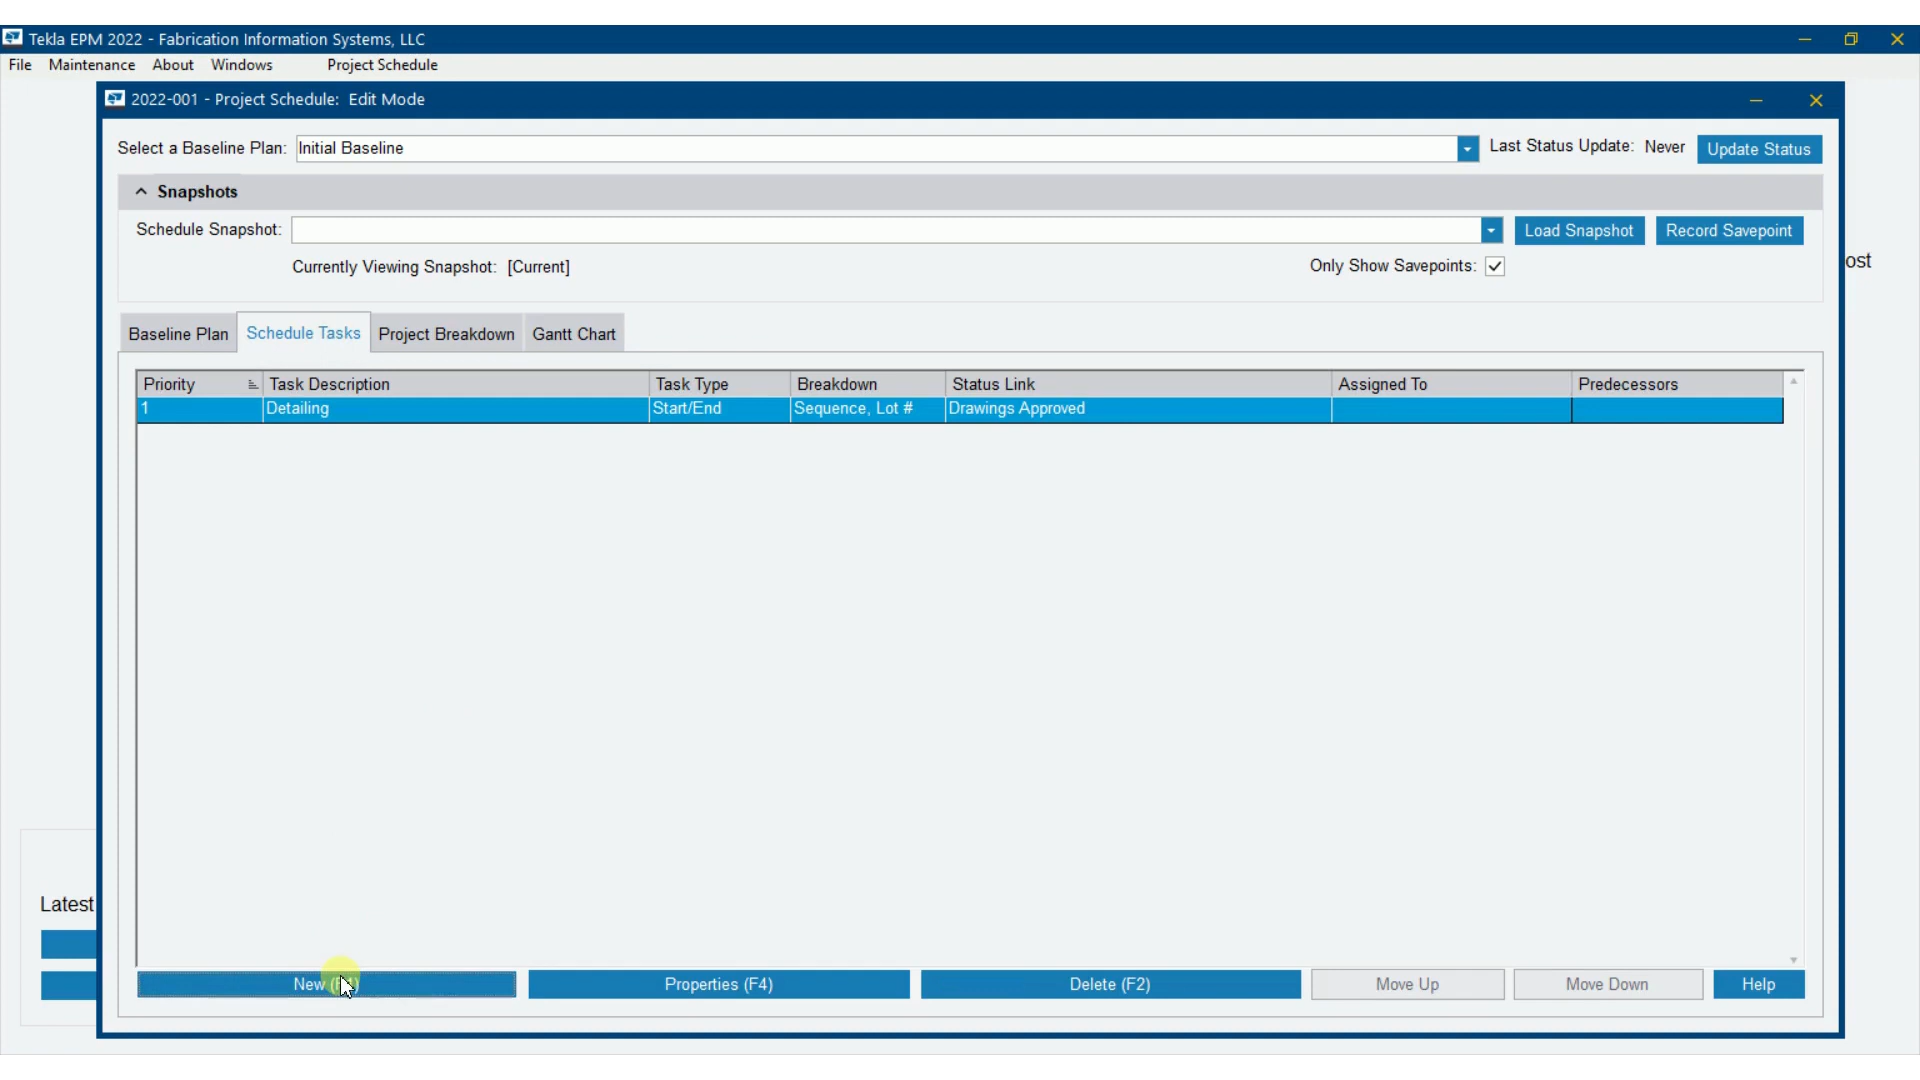 Tekla EPM 2022 - Fabrication Information Systems, LLC
File Maintenance About Windows Project Schedule
2022-001 - Project Schedule: Edit Mode
Select a Baseline Plan: Initial Baseline Last Status Update: Never Update Status
Snapshots
Schedule Snapshot: Load Snapshot Record Savepoint
Currently Viewing Snapshot: [Current] Only Show Savepoints:
ost
Baseline Plan Schedule Tasks Project Breakdown Gantt Chart
Priority Task Description Task Type Breakdown Status Link Assigned To Predecessors
1 Detailing Start/End Sequence, Lot # Drawings Approved
Latest
New Properties (F4) Delete (F2) Move Up Move Down Help